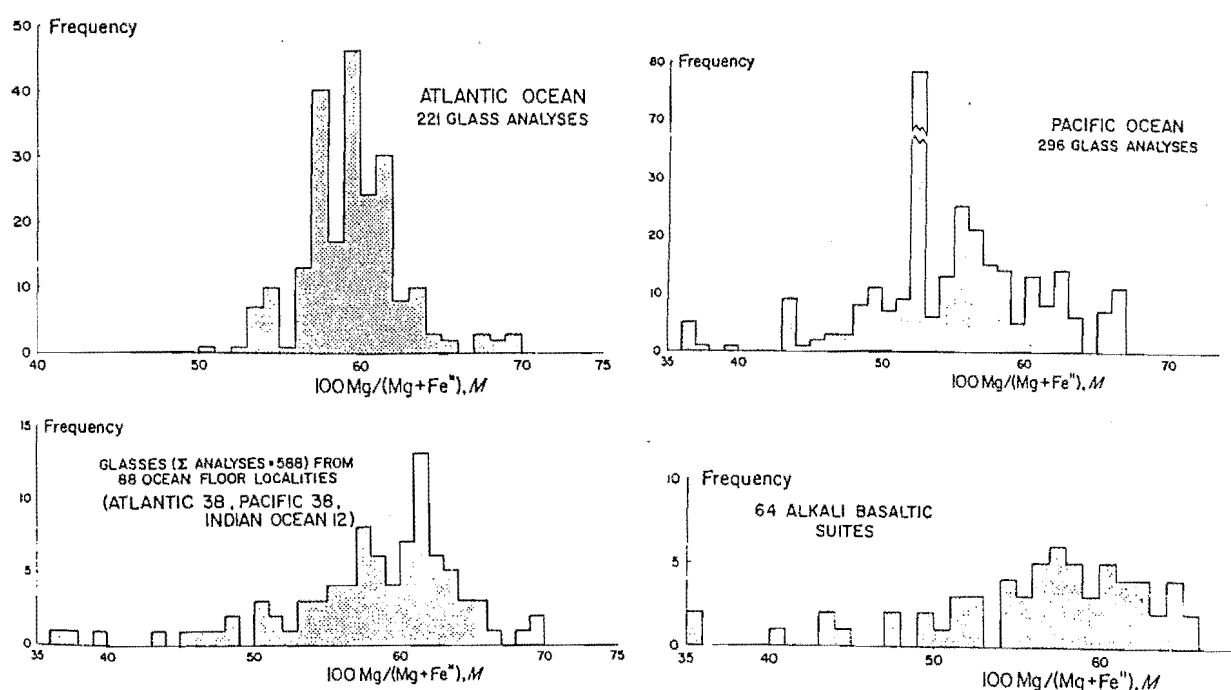 Frequency
50
40
30
20
10
0
ATLANTIC OCEAN
221 GLASS ANALYSES
40 50 60 70 75
100 Mg/(Mg+Fe"), M
Frequency
80
70
30
20
10
0
PACIFIC OCEAN
296 GLASS ANALYSES
35 40 50 60 70
100 Mg/(Mg+Fe"), M
Frequency
15
10
5
0
GLASSES (Σ ANALYSES=588) FROM
88 OCEAN FLOOR LOCALITIES
(ATLANTIC 38, PACIFIC 38,
INDIAN OCEAN 12)
35 40 50 60 70 75
100 Mg/(Mg+Fe"), M
Frequency
10
5
0
64 ALKALI BASALTIC
SUITES
35 40 50 60
100 Mg/(Mg+Fe"), M